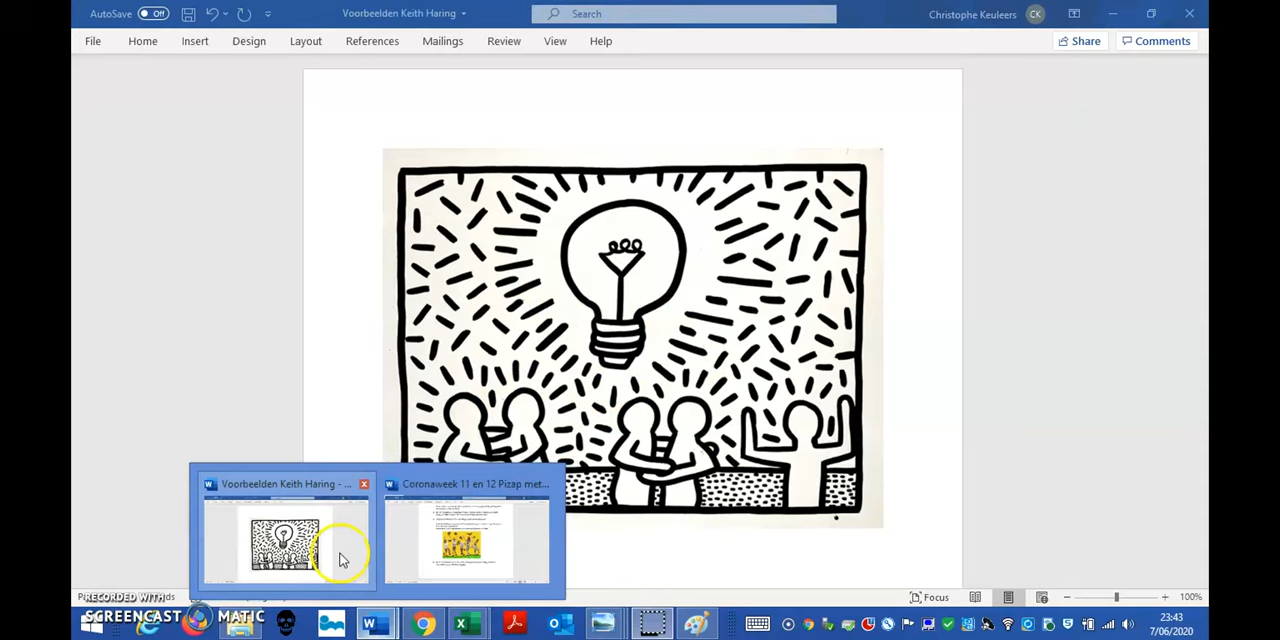 AutoSave Off Voorbeelden Keith Haring Search Christophe Keuleers CK
File Home Insert Design Layout References Mailings Review View Help Share Comments
Voorbeelden Keith Haring - ... Coronaweek 11 en 12 Pizap met...
Focus 100%
RECORDED WITH
SCREENCAST MATIC
23:43
7/06/2020